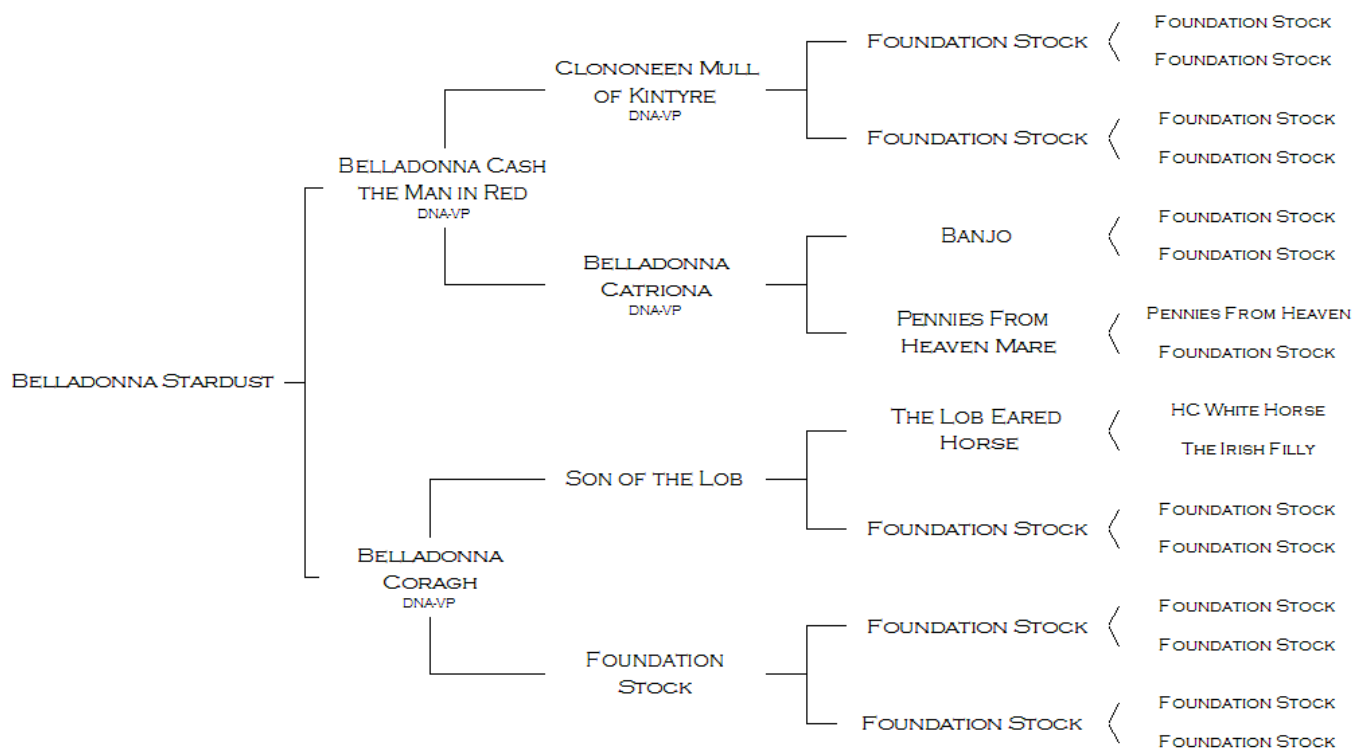 Foundation Stock
Foundation Stock
Foundation Stock
Clononeen Mull
of Kintyre
DNA-VP
Foundation Stock
Foundation Stock
Foundation Stock
Belladonna Cash
the Man in Red
DNA-VP
Foundation Stock
Banjo
Foundation Stock
Belladonna
Catriona
DNA-VP
Pennies From
Heaven Mare
Pennies From Heaven
Foundation Stock
Belladonna Stardust
The Lob Eared
Horse
HC White Horse
The Irish Filly
Son of the Lob
Foundation Stock
Foundation Stock
Foundation Stock
Belladonna
Coragh
DNA-VP
Foundation Stock
Foundation Stock
Foundation Stock
Foundation
Stock
Foundation Stock
Foundation Stock
Foundation Stock